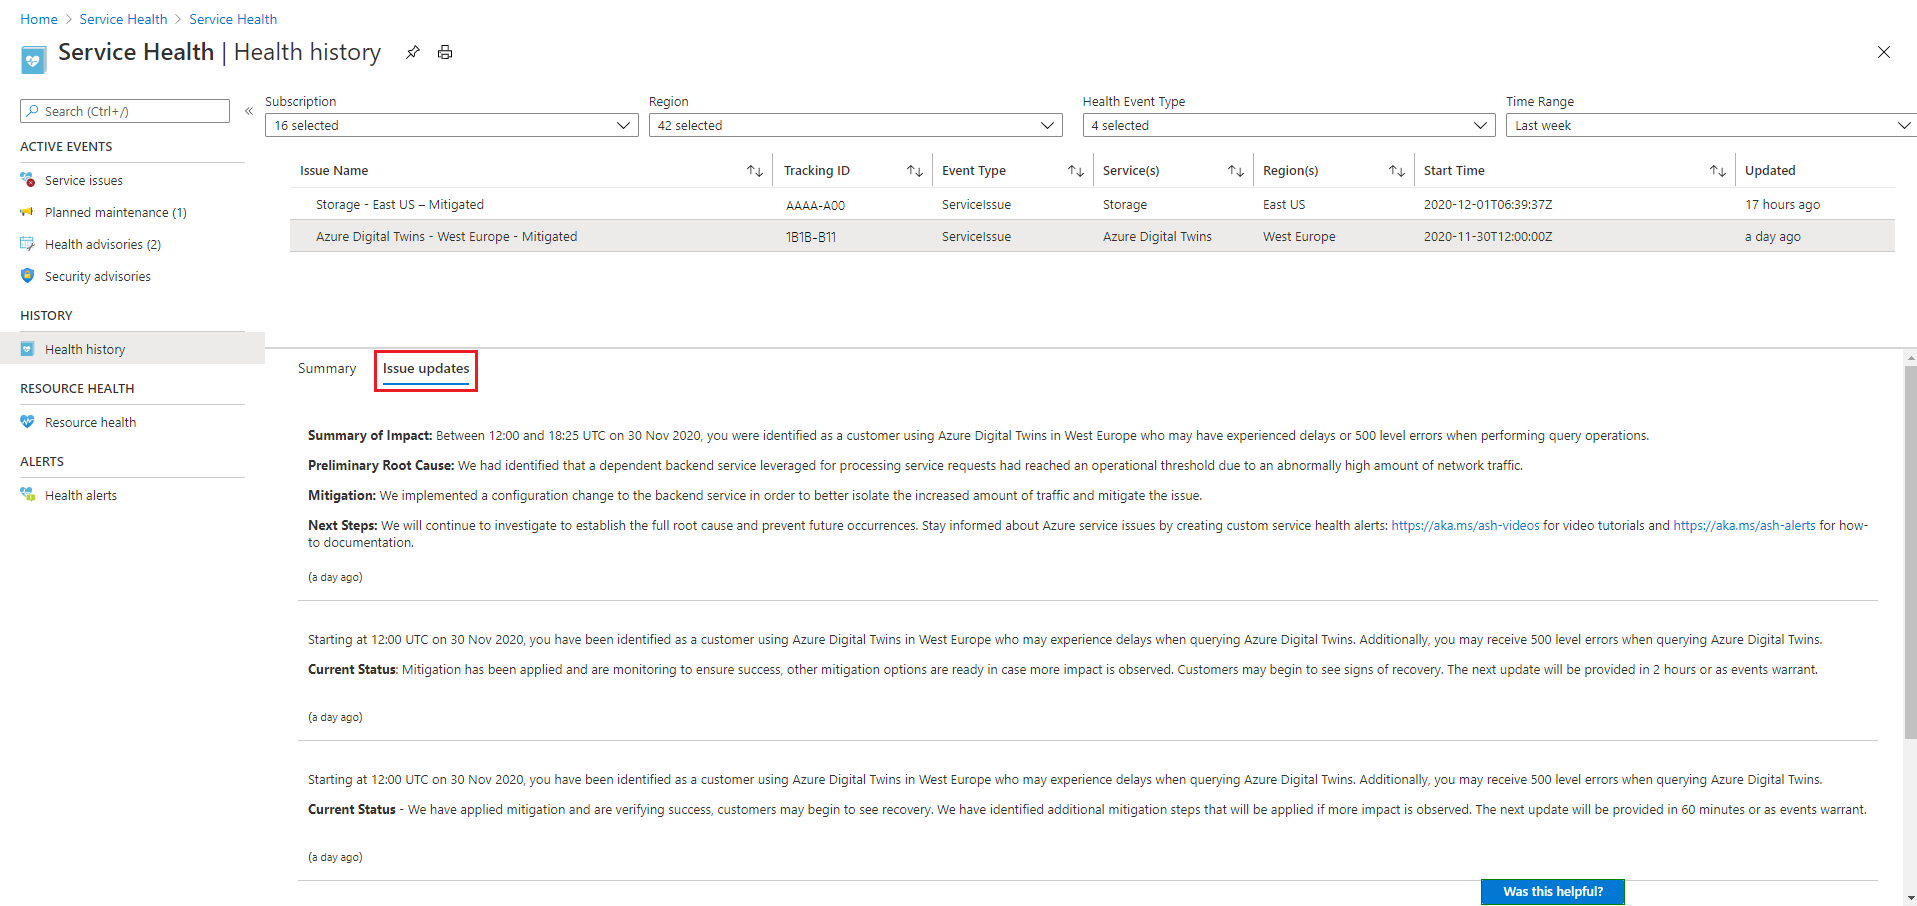 Home > Service Health > Service Health
Service Health | Health history
Search (Ctrl+/)
«
ACTIVE EVENTS
Service issues
Planned maintenance (1)
Health advisories (2)
Security advisories
HISTORY
Health history
RESOURCE HEALTH
Resource health
ALERTS
Health alerts
Subscription Region Health Event Type Time Range
16 selected 42 selected 4 selected Last week
Issue Name Tracking ID Event Type Service(s) Region(s) Start Time Updated
Storage - East US – Mitigated AAAA-A00 ServiceIssue Storage East US 2020-12-01T06:39:37Z 17 hours ago
Azure Digital Twins - West Europe - Mitigated 1B1B-B11 ServiceIssue Azure Digital Twins West Europe 2020-11-30T12:00:00Z a day ago
Summary Issue updates
Summary of Impact: Between 12:00 and 18:25 UTC on 30 Nov 2020, you were identified as a customer using Azure Digital Twins in West Europe who may have experienced delays or 500 level errors when performing query operations.
Preliminary Root Cause: We had identified that a dependent backend service leveraged for processing service requests had reached an operational threshold due to an abnormally high amount of network traffic.
Mitigation: We implemented a configuration change to the backend service in order to better isolate the increased amount of traffic and mitigate the issue.
Next Steps: We will continue to investigate to establish the full root cause and prevent future occurrences. Stay informed about Azure service issues by creating custom service health alerts: https://aka.ms/ash-videos for video tutorials and https://aka.ms/ash-alerts for how-
to documentation.
(a day ago)
Starting at 12:00 UTC on 30 Nov 2020, you have been identified as a customer using Azure Digital Twins in West Europe who may experience delays when querying Azure Digital Twins. Additionally, you may receive 500 level errors when querying Azure Digital Twins.
Current Status: Mitigation has been applied and are monitoring to ensure success, other mitigation options are ready in case more impact is observed. Customers may begin to see signs of recovery. The next update will be provided in 2 hours or as events warrant.
(a day ago)
Starting at 12:00 UTC on 30 Nov 2020, you have been identified as a customer using Azure Digital Twins in West Europe who may experience delays when querying Azure Digital Twins. Additionally, you may receive 500 level errors when querying Azure Digital Twins.
Current Status - We have applied mitigation and are verifying success, customers may begin to see recovery. We have identified additional mitigation steps that will be applied if more impact is observed. The next update will be provided in 60 minutes or as events warrant.
(a day ago)
Was this helpful?